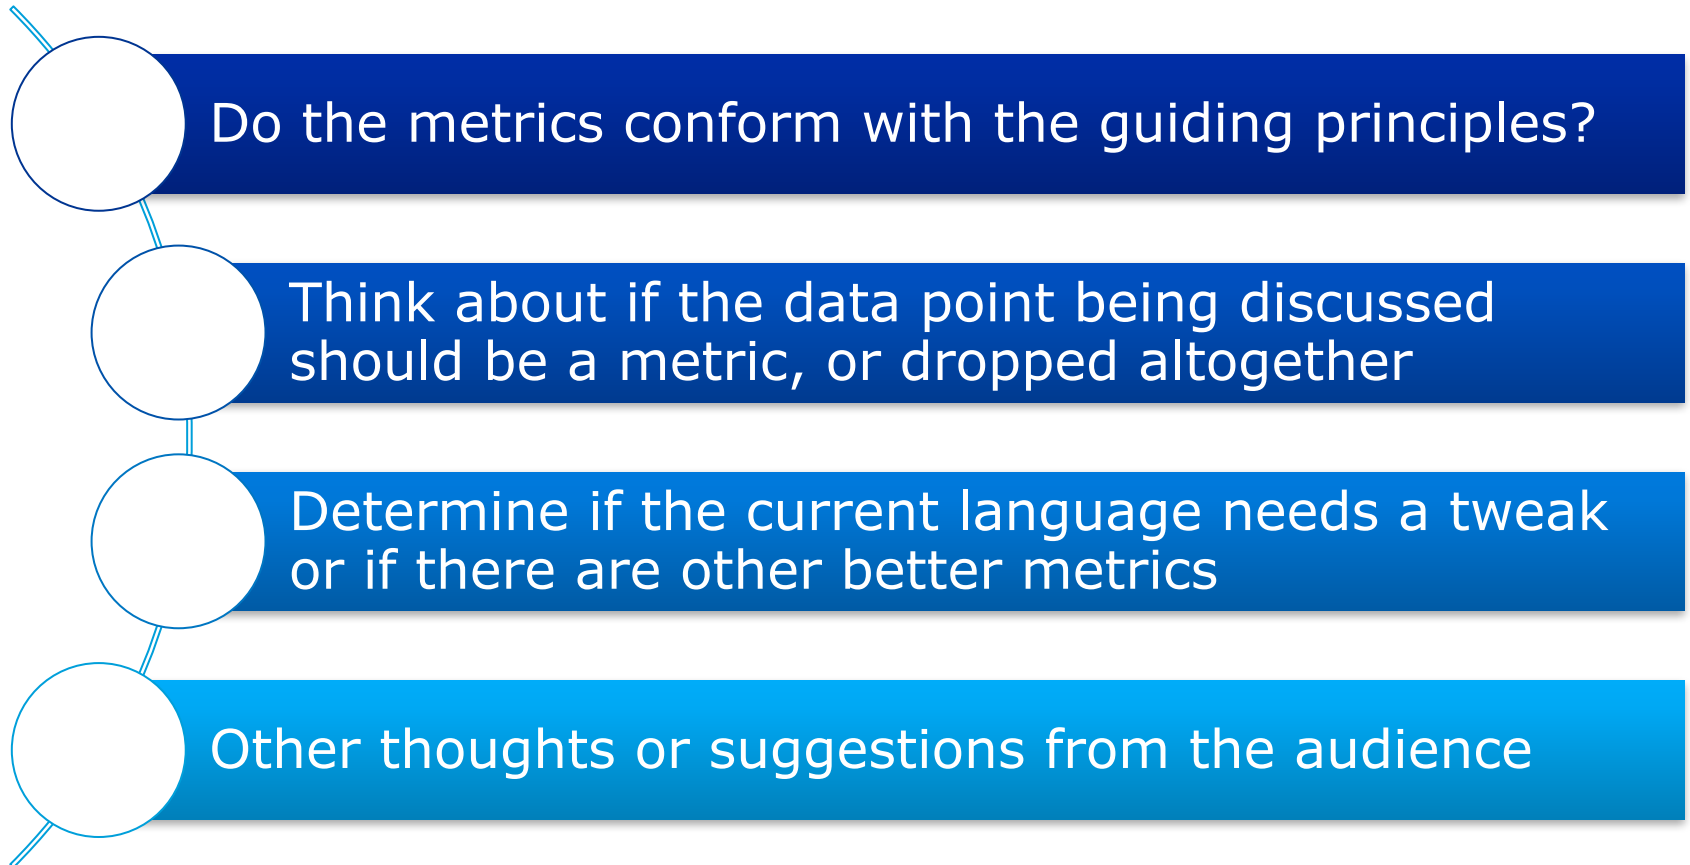 Do the metrics conform with the guiding principles?
Think about if the data point being discussed
should be a metric, or dropped altogether
Determine if the current language needs a tweak
or if there are other better metrics
Other thoughts or suggestions from the audience